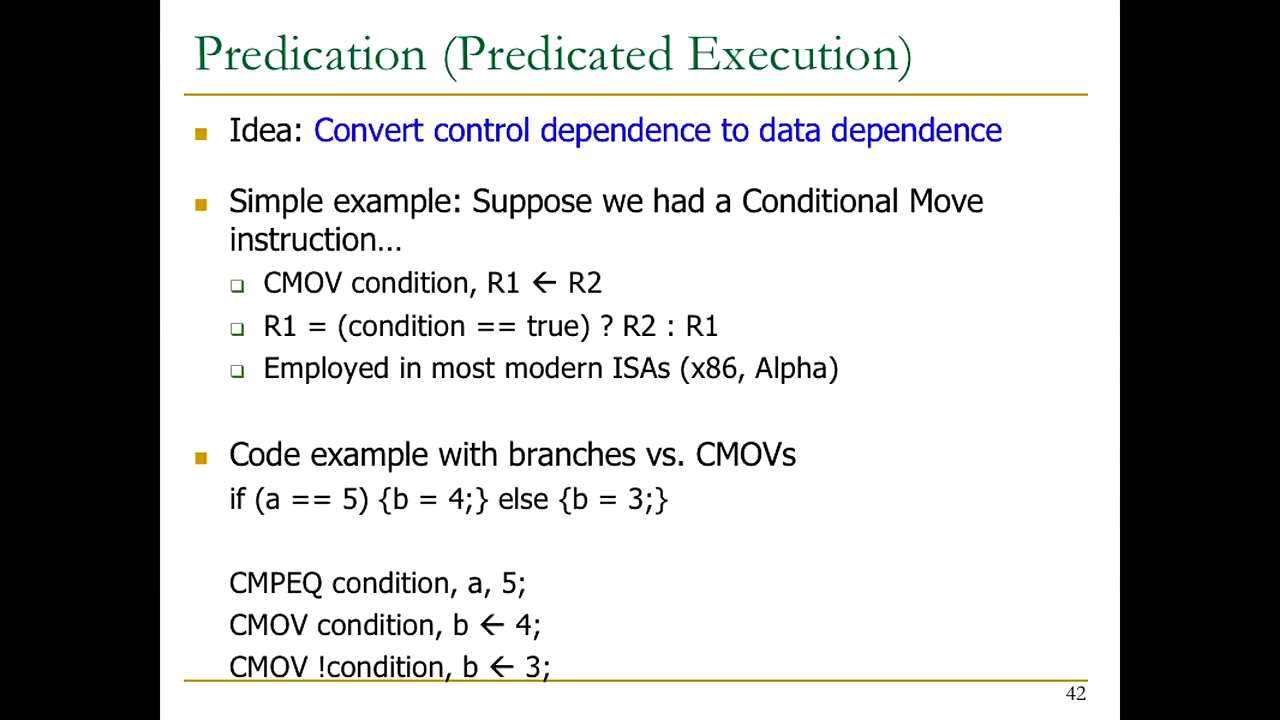 Predication (Predicated Execution)
Idea: Convert control dependence to data dependence
Simple example: Suppose we had a Conditional Move
instruction…
CMOV condition, R1 ← R2
R1 = (condition == true) ? R2 : R1
Employed in most modern ISAs (x86, Alpha)
Code example with branches vs. CMOVs
if (a == 5) {b = 4;} else {b = 3;}
CMPEQ condition, a, 5;
CMOV condition, b ← 4;
CMOV !condition, b ← 3;
42